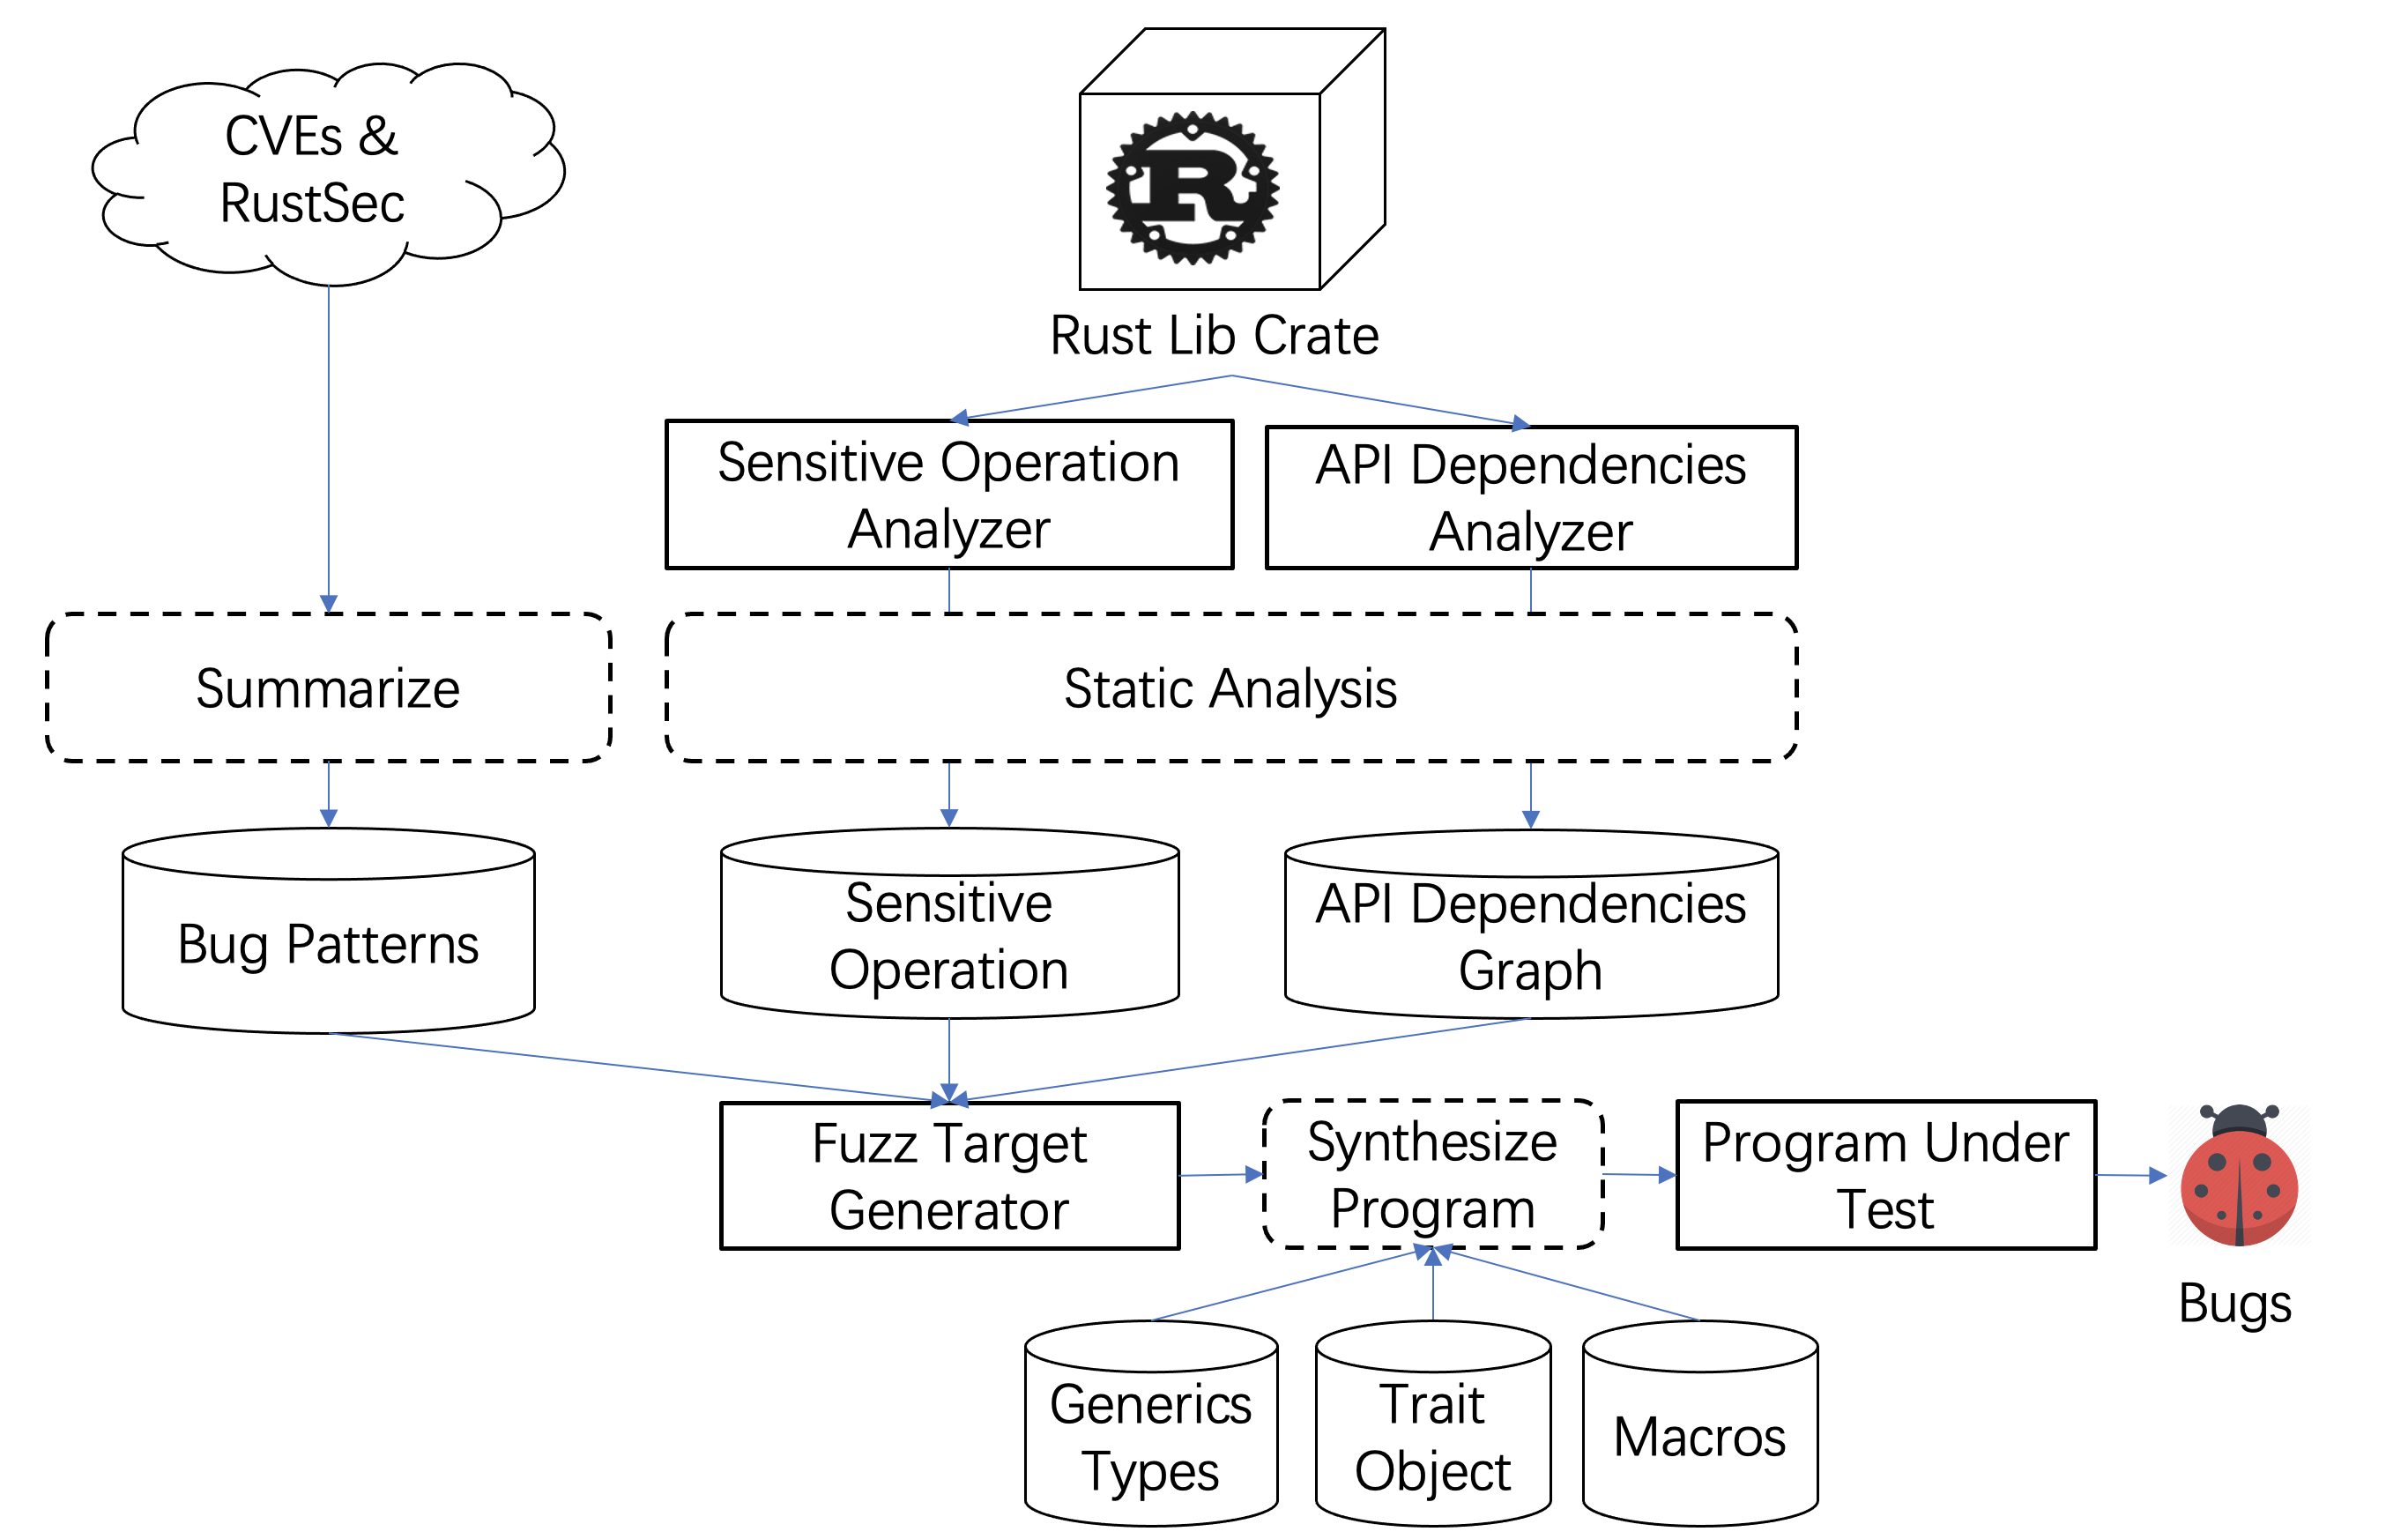 CVEs &
RustSec
R
Rust Lib Crate
Sensitive Operation
Analyzer
API Dependencies
Analyzer
Summarize
Static Analysis
Bug Patterns
Sensitive
Operation
API Dependencies
Graph
Fuzz Target
Generator
Synthesize
Program
Program Under
Test
Bugs
Generics
Types
Trait
Object
Macros